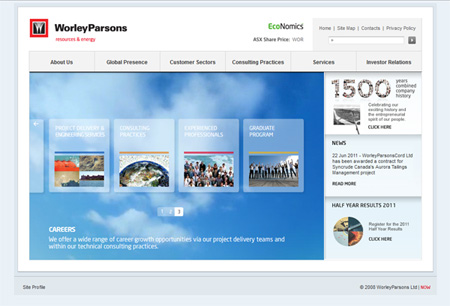 WorleyParsons
resources & energy
EcoNomics
ASX Share Price: WOR
Home | Site Map | Contacts | Privacy Policy
About Us
Global Presence
Customer Sectors
Consulting Practices
Services
Investor Relations
PROJECT DELIVERY &
ENGINEERING SERVICES
CONSULTING
PRACTICES
EXPERIENCED
PROFESSIONALS
GRADUATE
PROGRAM
1 2 3
CAREERS
We offer a wide range of career growth opportunities via our project delivery teams and
within our technical consulting practices.
1500 years
combined
company
history
Celebrating our
exciting history and
the entrepreneurial
spirit of our people.
CLICK HERE
NEWS
22 Jun 2011 - WorleyParsonsCord Ltd
has been awarded a contract for
Syncrude Canada's Aurora Tailings
Management project
READ MORE
HALF YEAR RESULTS 2011
Register for the 2011
Half Year Results
CLICK HERE
Site Profile
© 2008 WorleyParsons Ltd |